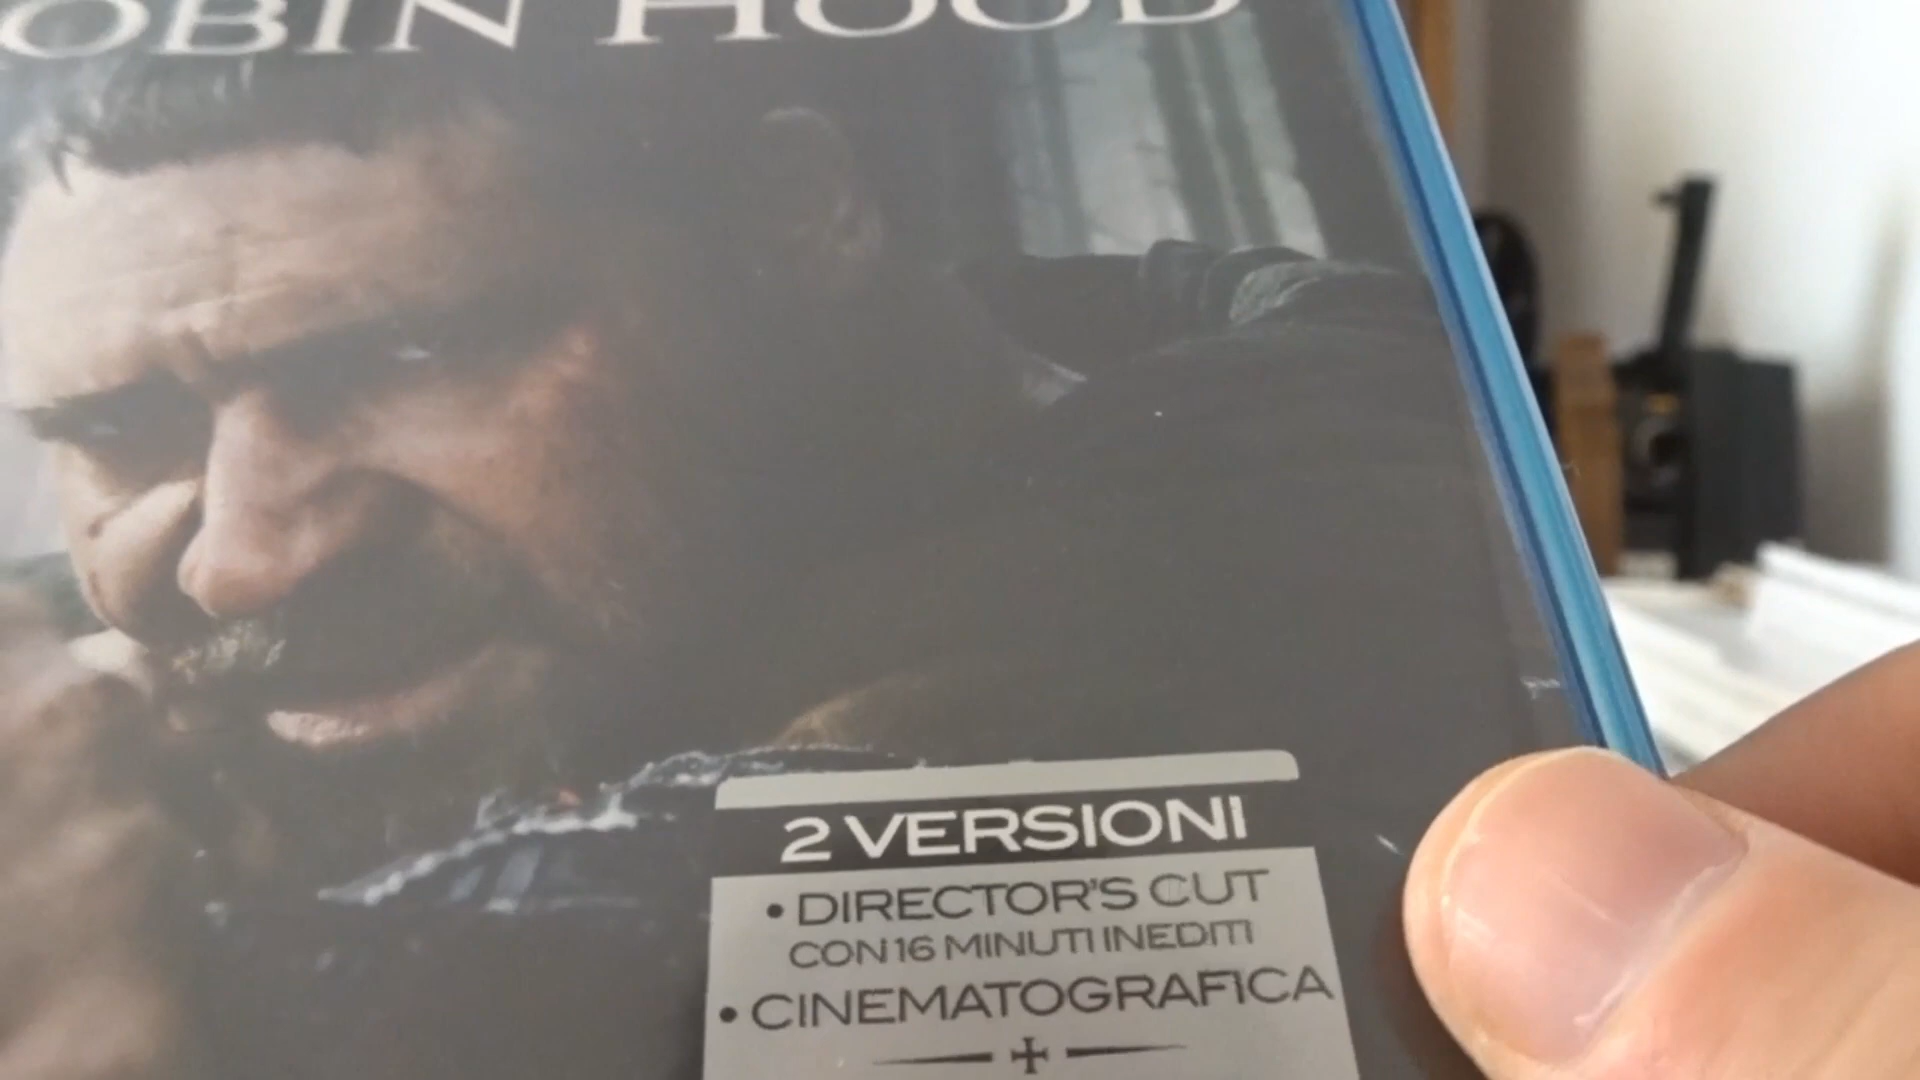 OBIN HOOD
2 VERSIONI
• DIRECTOR'S CUT
CON 16 MINUTI INEDITI
• CINEMATOGRAFICA